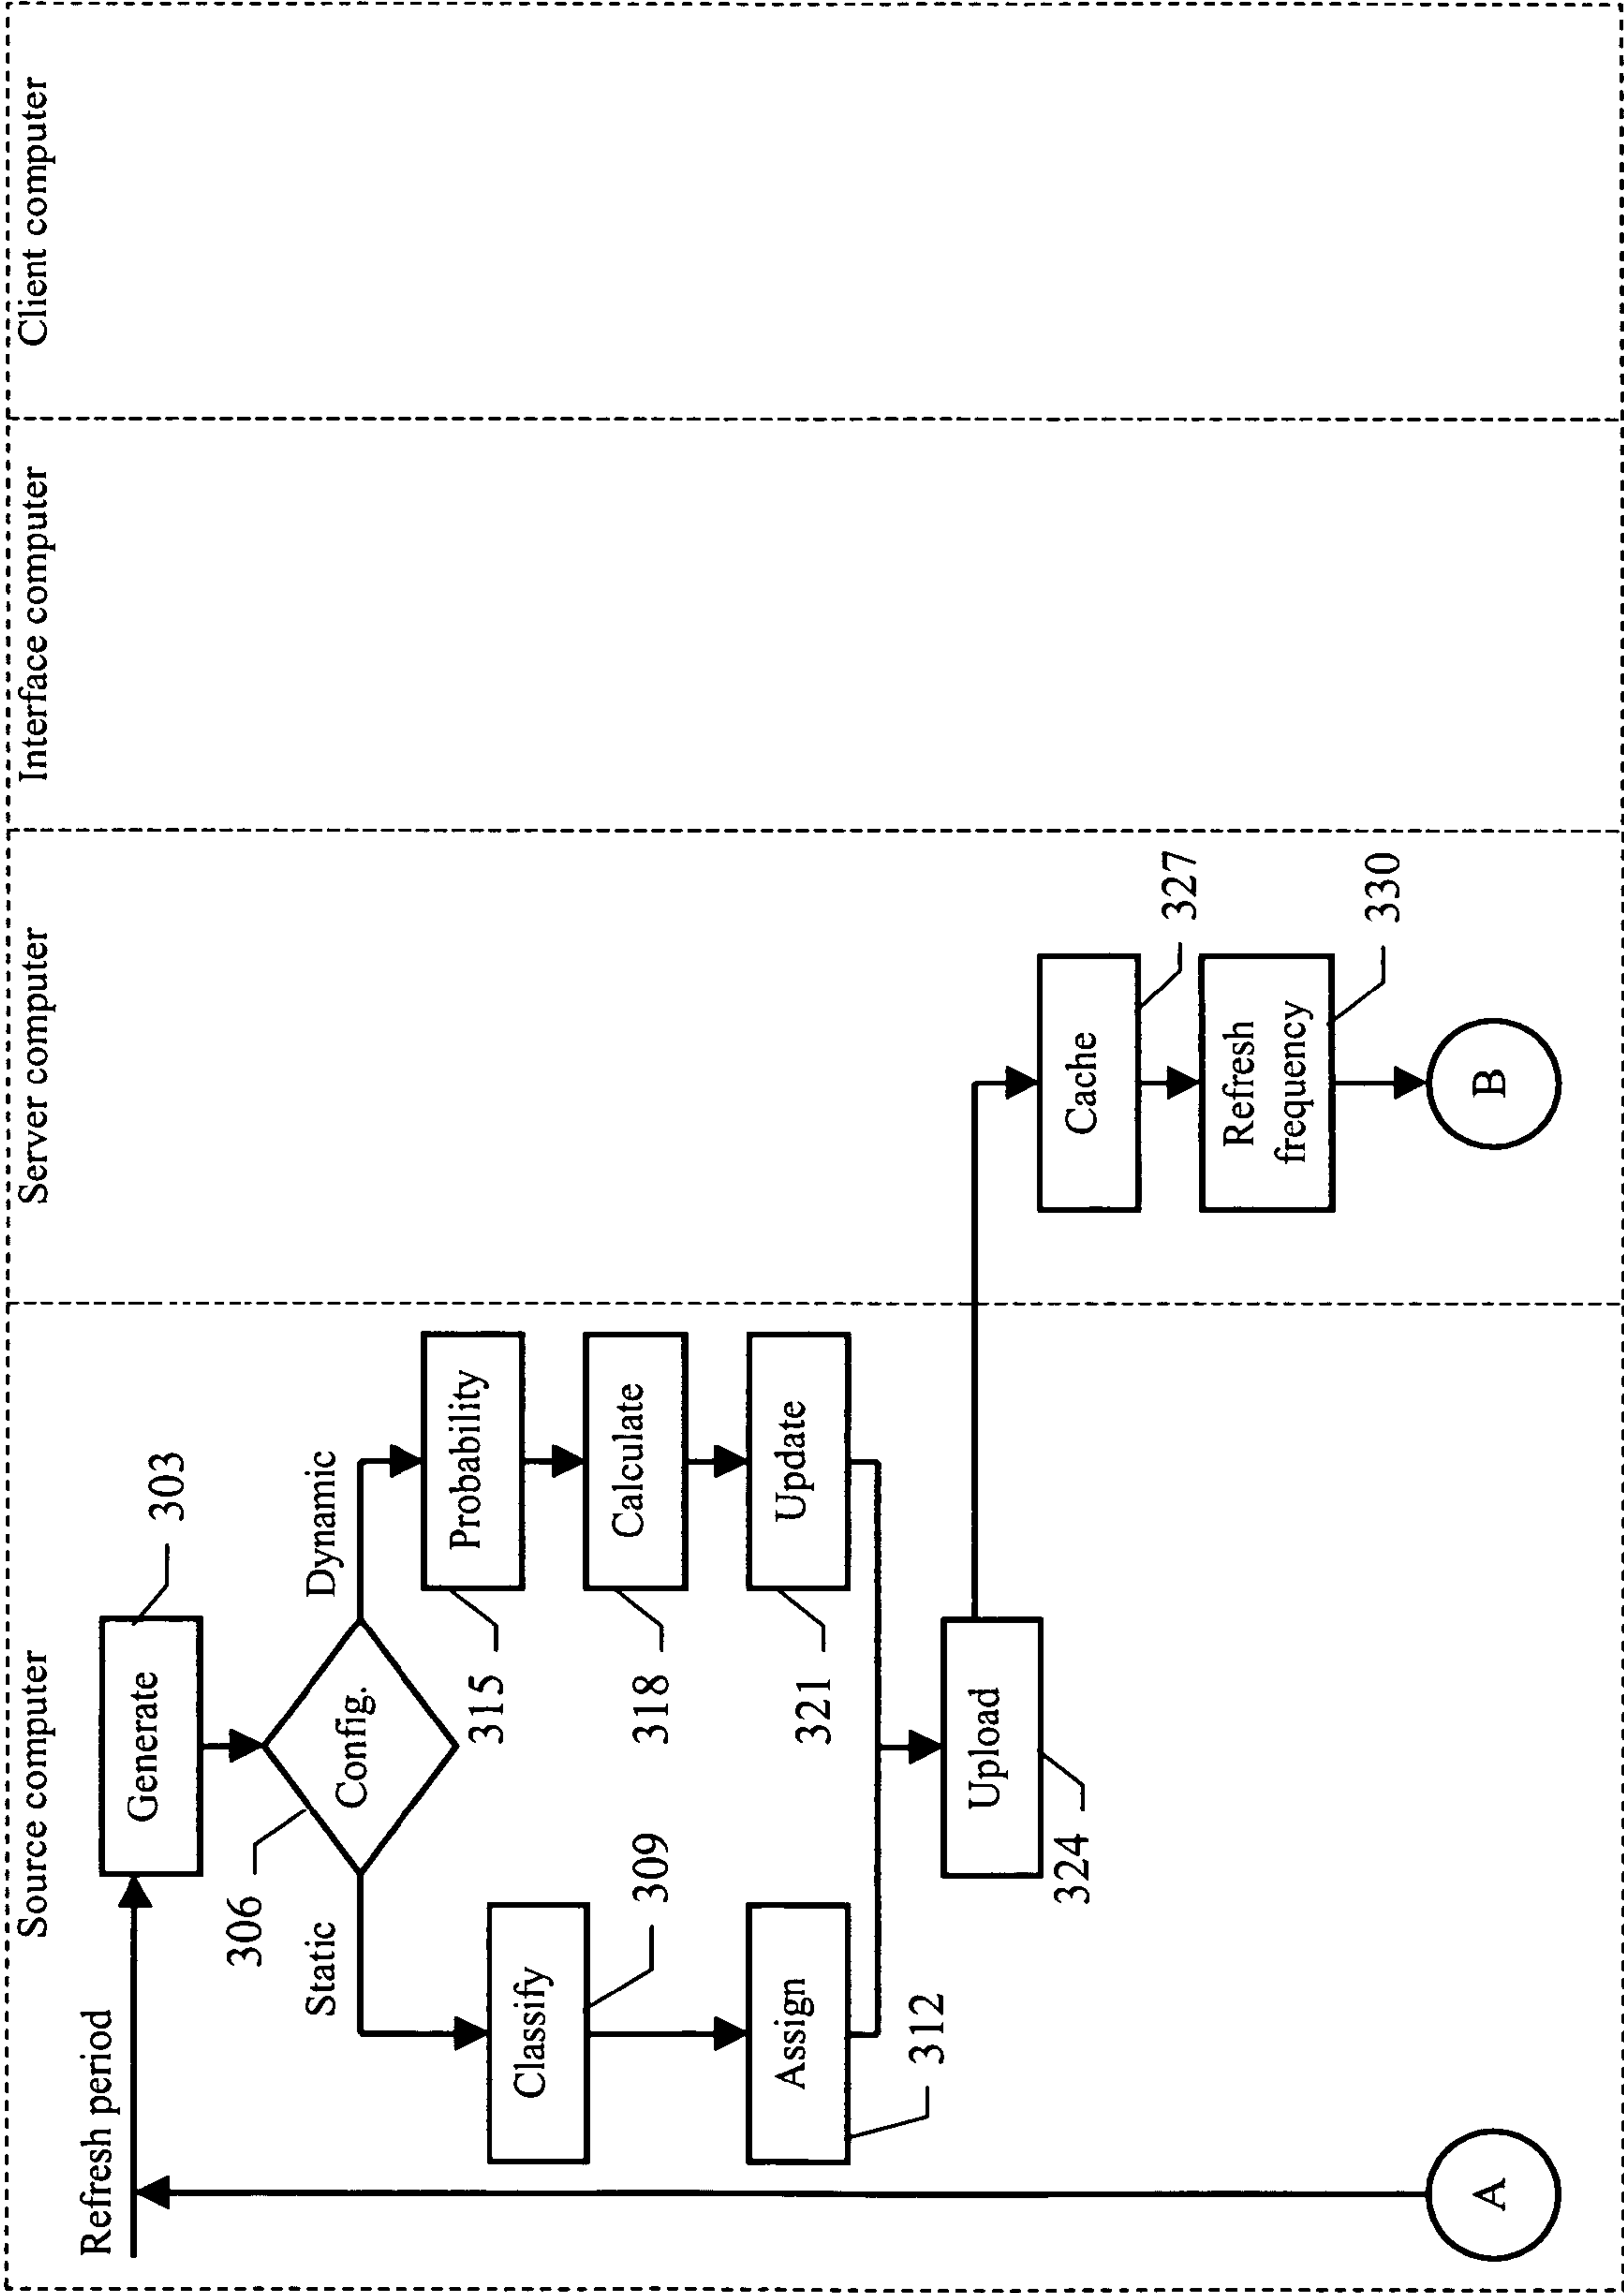 Source computer
Server computer
Interface computer
Client computer
Refresh period
Generate
303
306
Config.
Static
Dynamic
Classify
309
Probability
315
Calculate
318
Assign
312
Update
321
Upload
324
Cache
327
Refresh
frequency
330
A
B